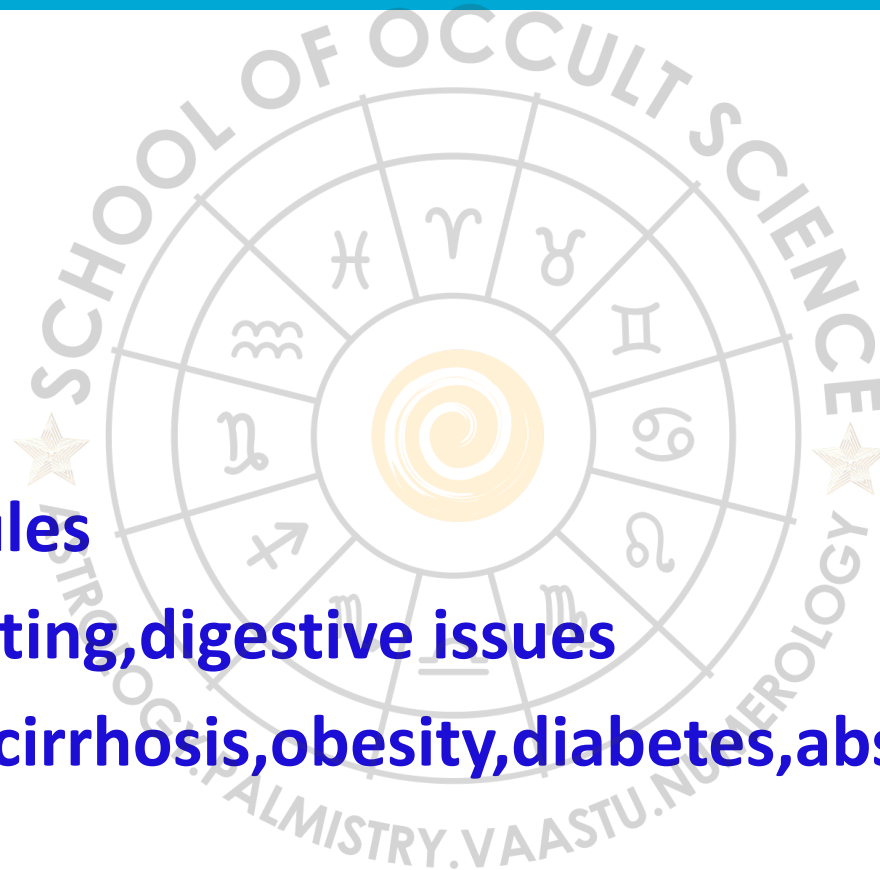 SCHOOL OF OCCULT SCIENCE
ules
ting,digestive issues
cirrhosis,obesity,diabetes,abs
ASTROLOGY.PALMISTRY.VAASTU.NUMEROLOGY